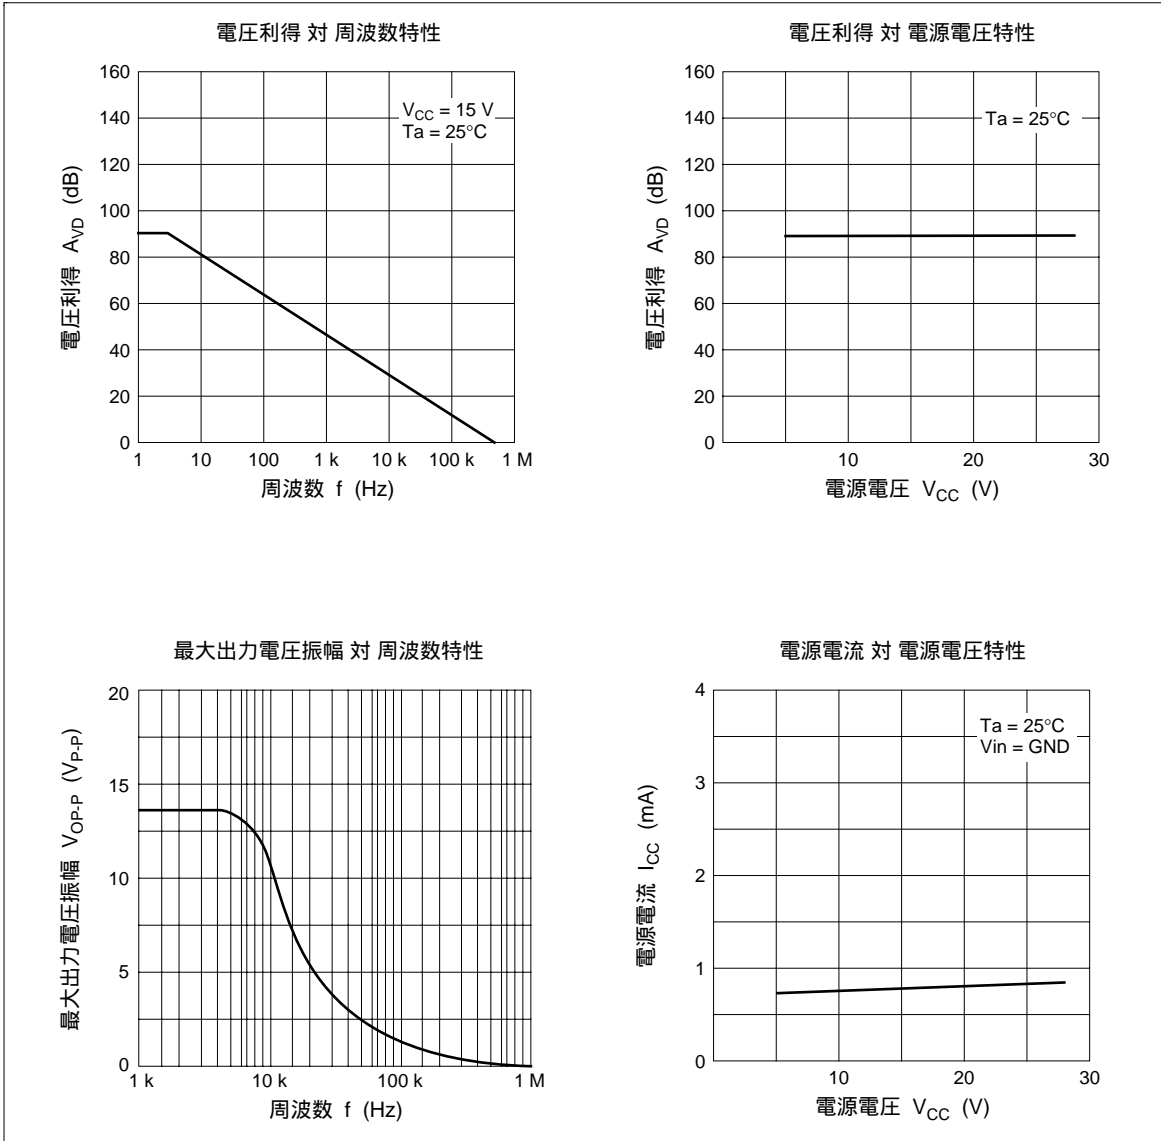 電圧利得 対 周波数特性
160
140
120
100
80
60
40
20
0
電圧利得 AVD (dB)
VCC = 15 V
Ta = 25°C
1
10
100
1 k
10 k
100 k
1 M
周波数 f (Hz)
電圧利得 対 電源電圧特性
160
140
120
100
80
60
40
20
0
電圧利得 AVD (dB)
Ta = 25°C
10
20
30
電源電圧 VCC (V)
最大出力電圧振幅 対 周波数特性
20
15
10
5
0
最大出力電圧振幅 VOP-P (VP-P)
1 k
10 k
100 k
1 M
周波数 f (Hz)
電源電流 対 電源電圧特性
4
3
2
1
0
電源電流 ICC (mA)
Ta = 25°C
Vin = GND
10
20
30
電源電圧 VCC (V)